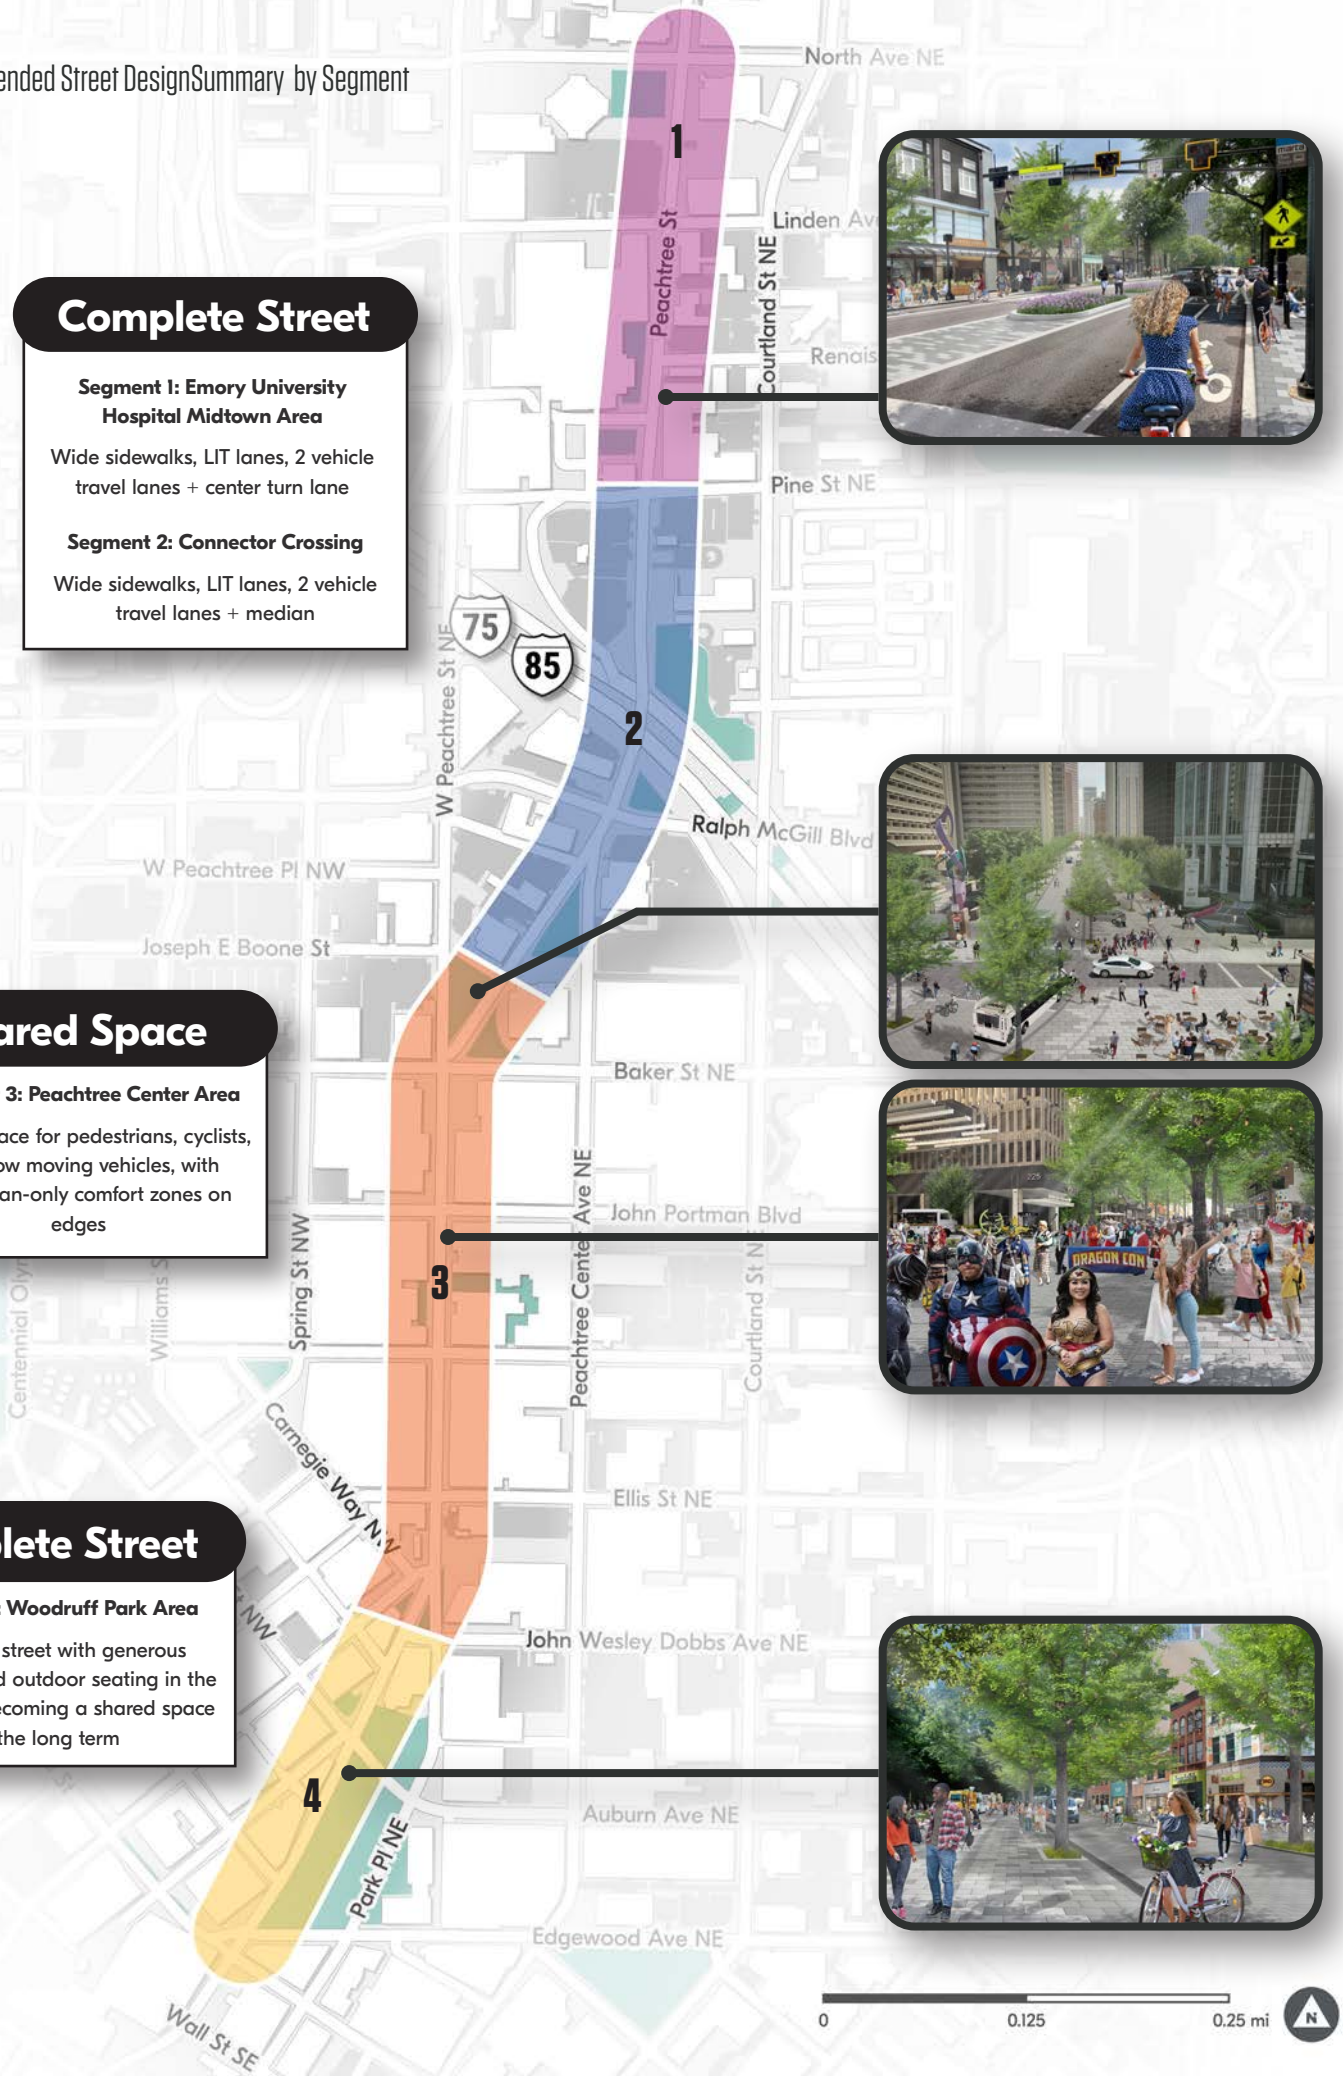 ended Street DesignSummary by Segment
North Ave NE
1
Peachtree St
Linden Av
Courtland St NE
marta
Complete Street
Segment 1: Emory University
Hospital Midtown Area
Wide sidewalks, LIT lanes, 2 vehicle
travel lanes + center turn lane
Segment 2: Connector Crossing
Wide sidewalks, LIT lanes, 2 vehicle
travel lanes + median
Renais
Pine St NE
75
85
W Peachtree St NE
2
Ralph McGill Blvd
W Peachtree Pl NW
Joseph E Boone St
ared Space
3: Peachtree Center Area
ace for pedestrians, cyclists,
ow moving vehicles, with
an-only comfort zones on
edges
Baker St NE
Peachtree Center Ave NE
John Portman Blvd
Courtland St N
225
DRAGON CON
3
Spring St NW
Williams S
Centennial Olyn
Carnegie Way NW
Ellis St NE
lete Street
: Woodruff Park Area
street with generous
d outdoor seating in the
ecoming a shared space
the long term
t NW
St
John Wesley Dobbs Ave NE
4
Park Pl NE
Auburn Ave NE
Edgewood Ave NE
Wall St SE
0
0.125
0.25 mi
N